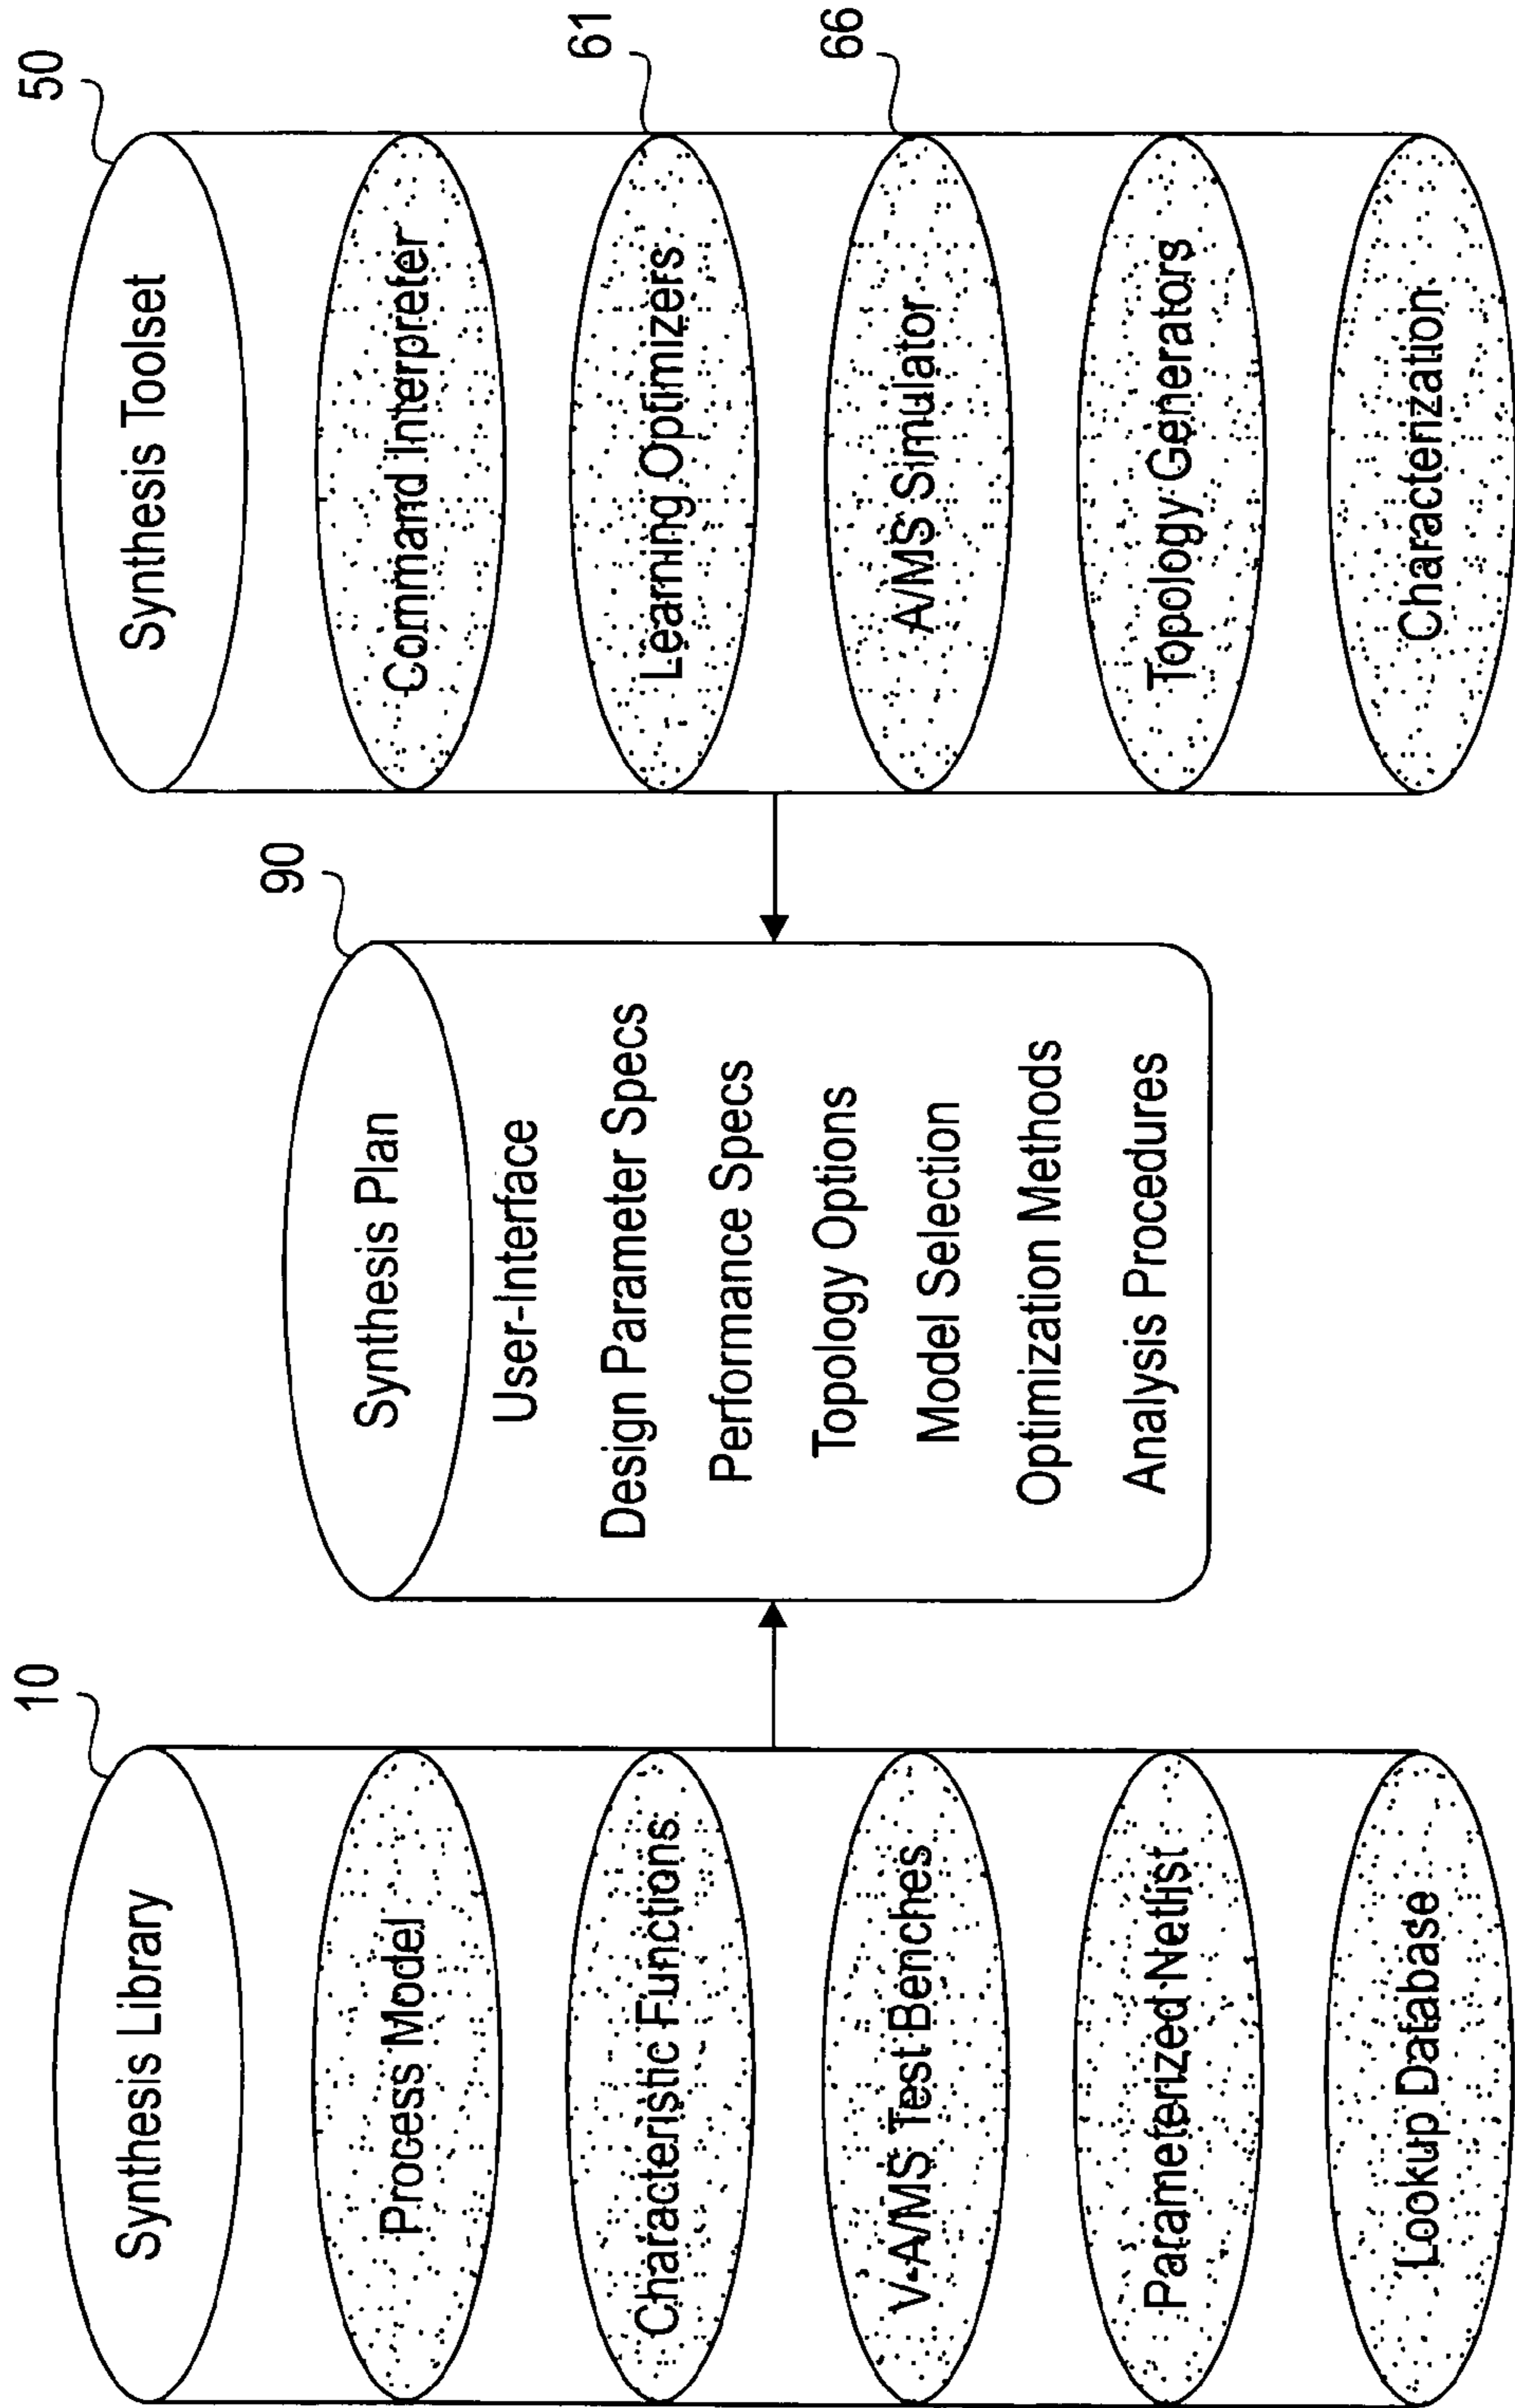 10
Synthesis Library
Process Model
Characteristic Functions
V-A/MS Test Benches
Parameterized Netlist
Lookup Database
90
Synthesis Plan
User-Interface
Design Parameter Specs
Performance Specs
Topology Options
Model Selection
Optimization Methods
Analysis Procedures
50
Synthesis Toolset
Command Interpreter
61
Learning Optimizers
66
A/MS Simulator
Topology Generators
Characterization